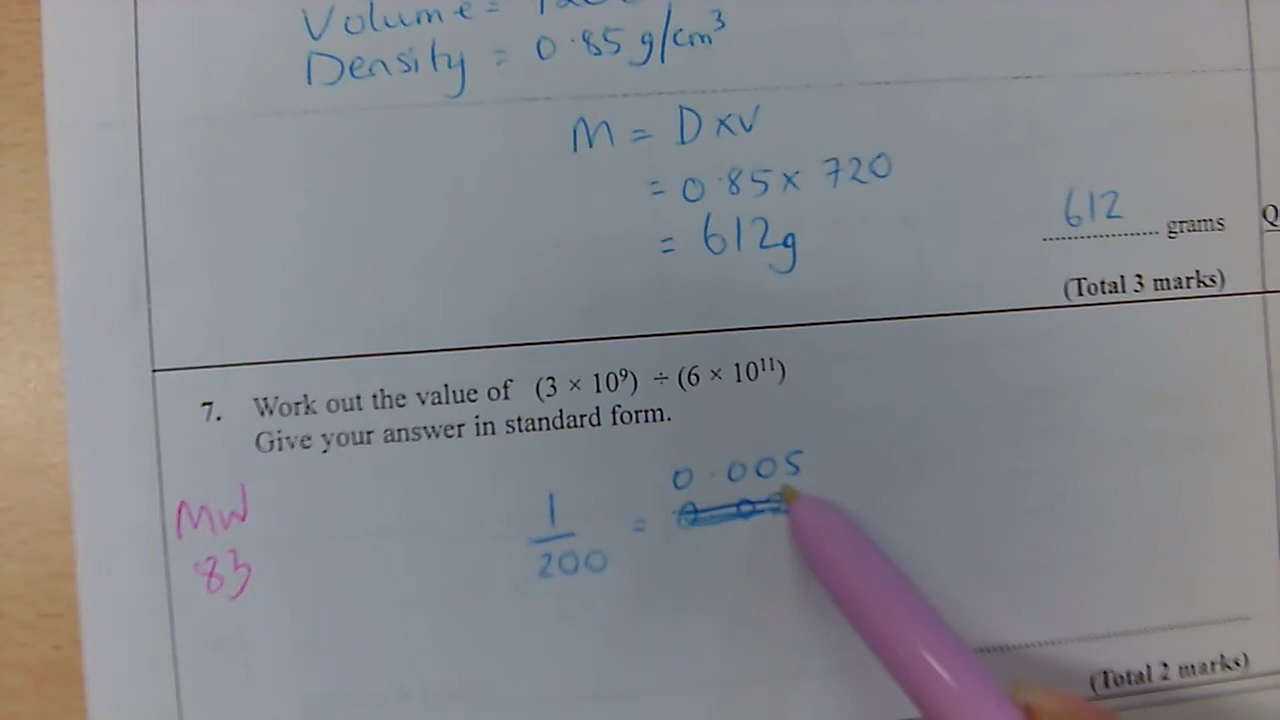 Volume =
Density = 0.85 g/cm³
M = D x V
= 0.85 x 720
= 612g
612 grams
(Total 3 marks)
7. Work out the value of (3 × 10⁹) ÷ (6 × 10¹¹)
Give your answer in standard form.
MW
83
1/200 = 0.005
(Total 2 marks)